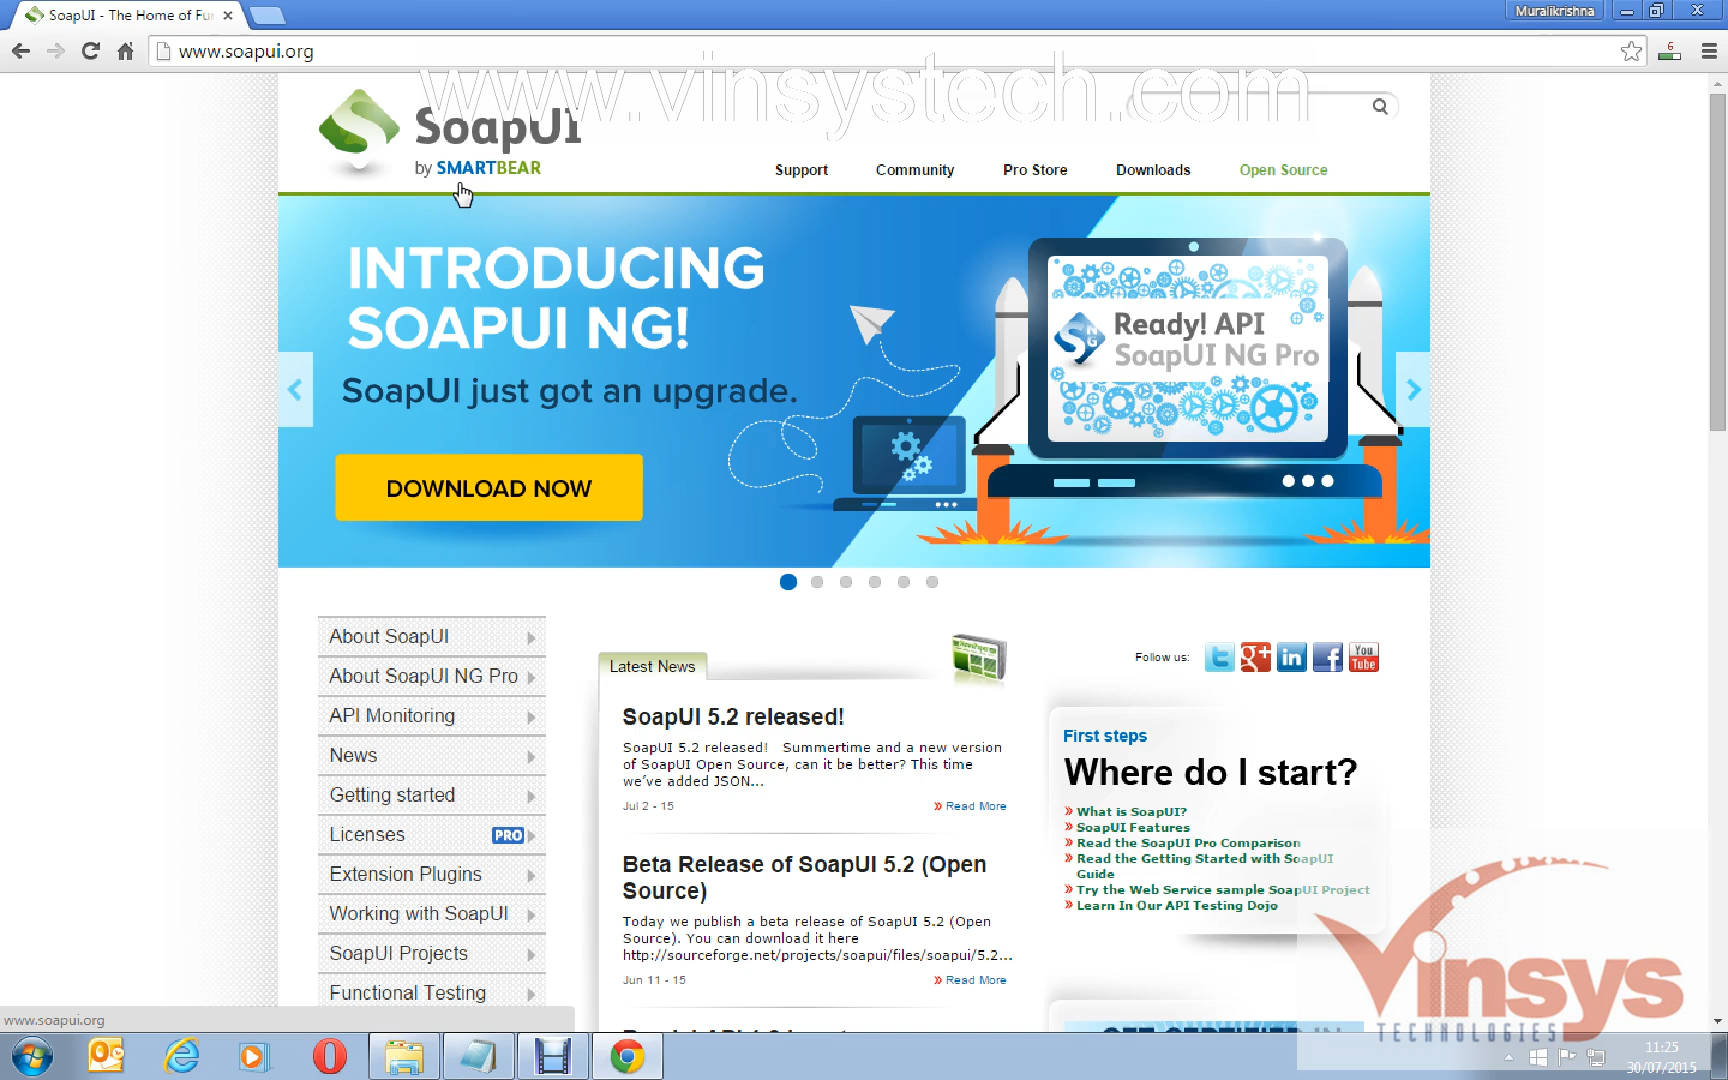 SoapUI - The Home of Fun
Muralikrishna
www.soapui.org
6
www.vinsystech.com
SoapUI
by SMARTBEAR
Support
Community
Pro Store
Downloads
Open Source
INTRODUCING
SOAPUI NG!
SoapUI just got an upgrade.
DOWNLOAD NOW
NG
Ready! API
SoapUI NG Pro
About SoapUI
About SoapUI NG Pro
API Monitoring
News
Getting started
Licenses PRO
Extension Plugins
Working with SoapUI
SoapUI Projects
Functional Testing
Latest News
SoapUI 5.2 released!
SoapUI 5.2 released!   Summertime and a new version
of SoapUI Open Source, can it be better? This time
we've added JSON...
Jul 2 - 15
» Read More
Beta Release of SoapUI 5.2 (Open
Source)
Today we publish a beta release of SoapUI 5.2 (Open
Source). You can download it here
http://sourceforge.net/projects/soapui/files/soapui/5.2...
Jun 11 - 15
» Read More
Follow us:
You
Tube
First steps
Where do I start?
» What is SoapUI?
» SoapUI Features
» Read the SoapUI Pro Comparison
» Read the Getting Started with SoapUI
Guide
» Try the Web Service sample SoapUI Project
» Learn In Our API Testing Dojo
Vinsys
TECHNOLOGIES
www.soapui.org
11:25
30/07/2015